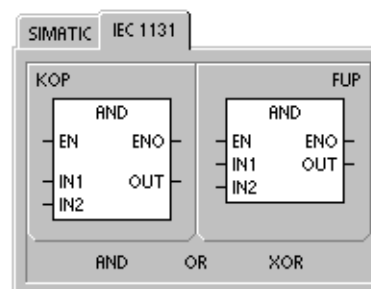 SIMATIC IEC 1131
KOP FUP
AND AND
EN ENO EN ENO
IN1 OUT IN1 OUT
IN2 IN2
AND OR XOR